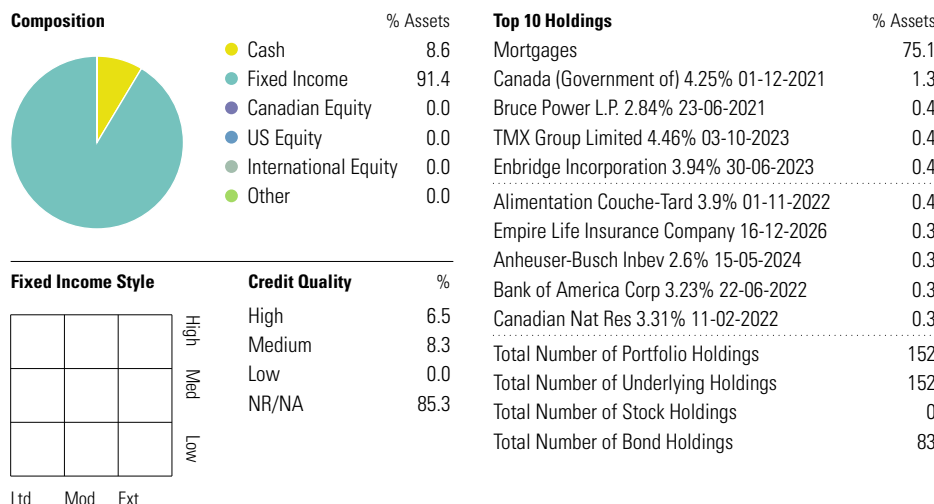 Composition % Assets
Cash 8.6
Fixed Income 91.4
Canadian Equity 0.0
US Equity 0.0
International Equity 0.0
Other 0.0
Fixed Income Style
High
Med
Low
Ltd Mod Ext
Credit Quality %
High 6.5
Medium 8.3
Low 0.0
NR/NA 85.3
Top 10 Holdings % Assets
Mortgages 75.1
Canada (Government of) 4.25% 01-12-2021 1.3
Bruce Power L.P. 2.84% 23-06-2021 0.4
TMX Group Limited 4.46% 03-10-2023 0.4
Enbridge Incorporation 3.94% 30-06-2023 0.4
Alimentation Couche-Tard 3.9% 01-11-2022 0.4
Empire Life Insurance Company 16-12-2026 0.3
Anheuser-Busch Inbev 2.6% 15-05-2024 0.3
Bank of America Corp 3.23% 22-06-2022 0.3
Canadian Nat Res 3.31% 11-02-2022 0.3
Total Number of Portfolio Holdings 152
Total Number of Underlying Holdings 152
Total Number of Stock Holdings 0
Total Number of Bond Holdings 83